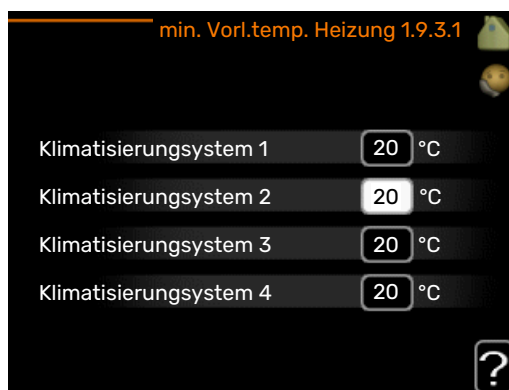 min. Vorl.temp. Heizung 1.9.3.1
Klimatisierungsystem 1 20 °C
Klimatisierungsystem 2 20 °C
Klimatisierungsystem 3 20 °C
Klimatisierungsystem 4 20 °C
?